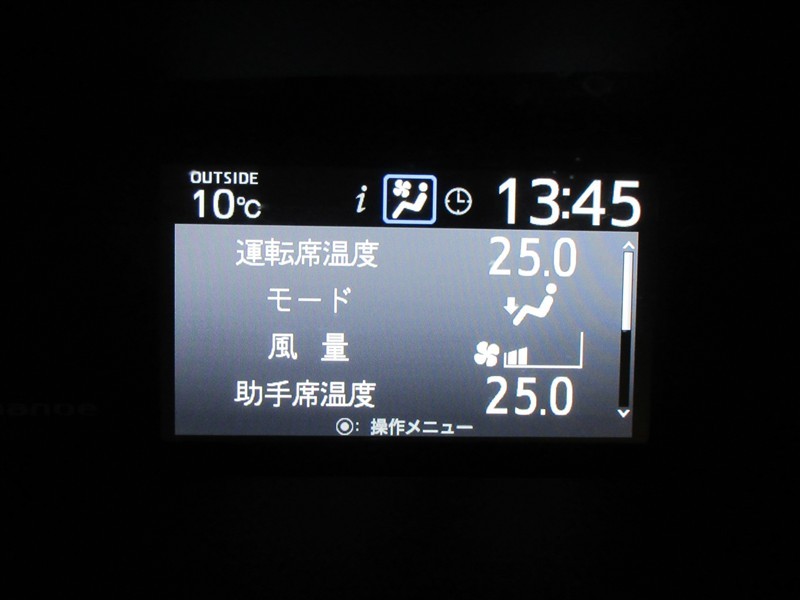 OUTSIDE
10℃
i
13:45
運転席温度 25.0
モード
風 量
助手席温度 25.0
◉: 操作メニュー